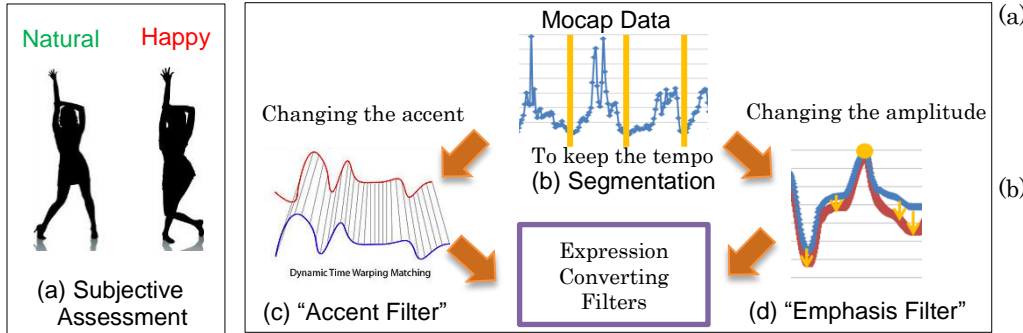 Natural Happy
(a) Subjective
Assessment
Mocap Data
Changing the accent
Changing the amplitude
To keep the tempo
(b) Segmentation
Dynamic Time Warping Matching
(c) “Accent Filter”
Expression
Converting
Filters
(d) “Emphasis Filter”
(a)
(b)